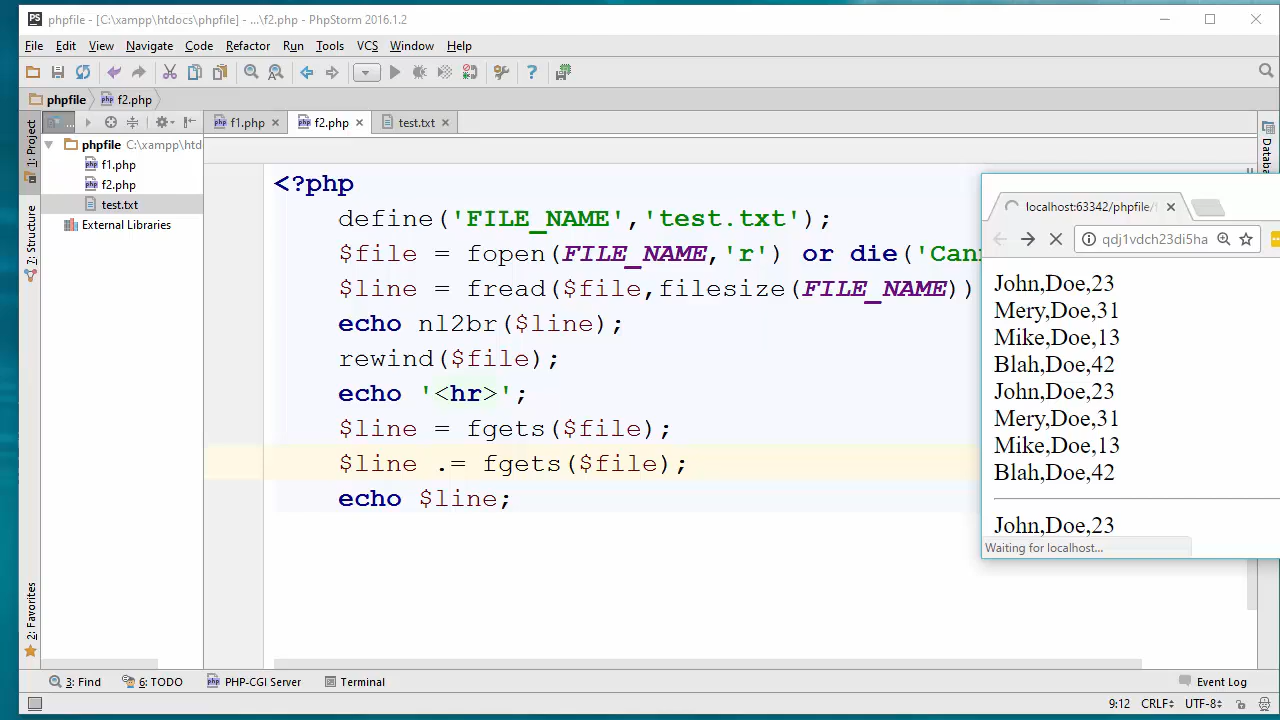 phpfile - [C:\xampp\htdocs\phpfile] - ...\f2.php - PhpStorm 2016.1.2
File Edit View Navigate Code Refactor Run Tools VCS Window Help
phpfile f2.php
1: Project
7: Structure
2: Favorites
phpfile C:\xampp\htd
f1.php
f2.php
test.txt
External Libraries
f1.php f2.php test.txt
<?php
define('FILE_NAME','test.txt');
$file = fopen(FILE_NAME,'r') or die('Cann
$line = fread($file,filesize(FILE_NAME))
echo nl2br($line);
rewind($file);
echo '<hr>';
$line = fgets($file);
$line .= fgets($file);
echo $line;
Databa
localhost:63342/phpfile/
qdj1vdch23di5ha
John,Doe,23
Mery,Doe,31
Mike,Doe,13
Blah,Doe,42
John,Doe,23
Mery,Doe,31
Mike,Doe,13
Blah,Doe,42
John,Doe,23
Waiting for localhost...
3: Find 6: TODO PHP-CGI Server Terminal Event Log
9:12 CRLF UTF-8